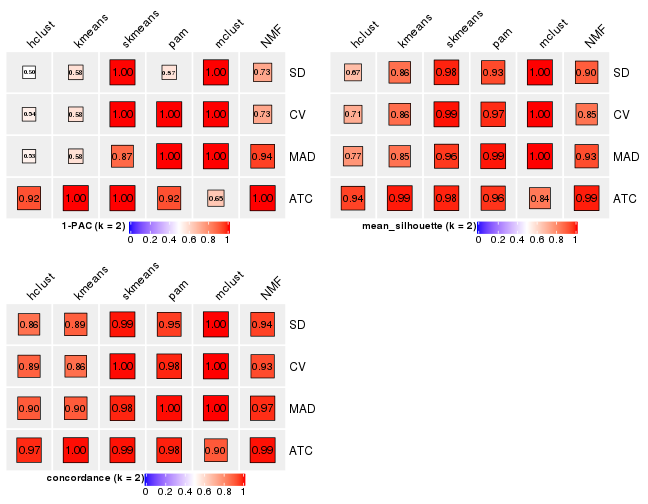 hclust kmeans skmeans pam mclust NMF
0.50 0.58 1.00 0.57 1.00 0.73 SD
0.54 0.58 1.00 1.00 1.00 0.73 CV
0.53 0.58 0.87 1.00 1.00 0.94 MAD
0.92 1.00 1.00 0.92 0.65 1.00 ATC
1-PAC (k = 2)
0 0.2 0.4 0.6 0.8 1
hclust kmeans skmeans pam mclust NMF
0.67 0.86 0.98 0.93 1.00 0.90 SD
0.71 0.86 0.99 0.97 1.00 0.85 CV
0.77 0.85 0.96 0.99 1.00 0.93 MAD
0.94 0.99 0.98 0.96 0.84 0.99 ATC
mean_silhouette (k = 2)
0 0.2 0.4 0.6 0.8 1
hclust kmeans skmeans pam mclust NMF
0.86 0.89 0.99 0.95 1.00 0.94 SD
0.89 0.86 1.00 0.98 1.00 0.93 CV
0.90 0.90 0.98 1.00 1.00 0.97 MAD
0.97 1.00 0.99 0.98 0.90 0.99 ATC
concordance (k = 2)
0 0.2 0.4 0.6 0.8 1